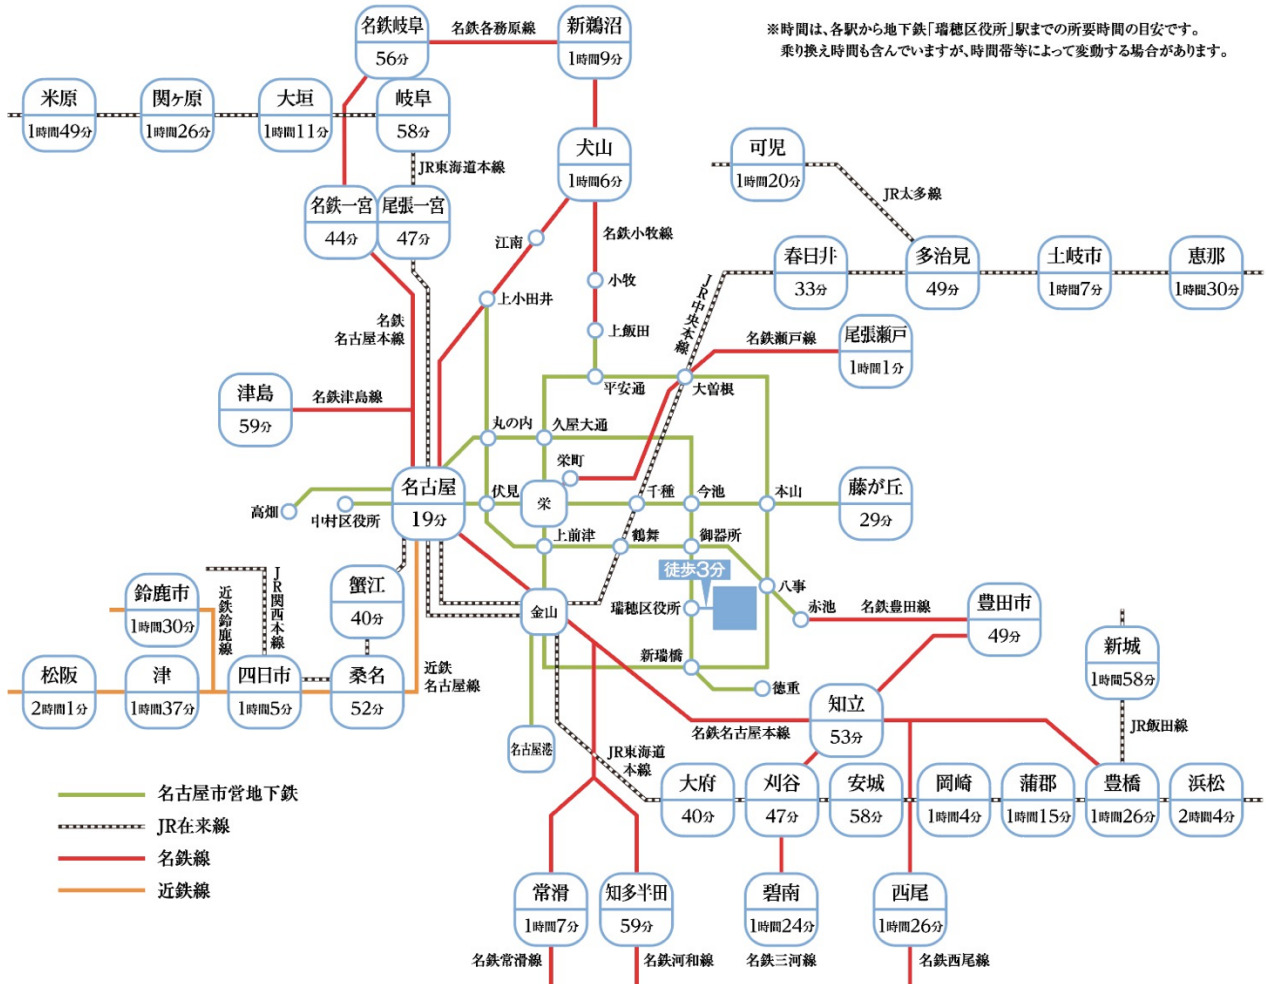 ※時間は、各駅から地下鉄「瑞穂区役所」駅までの所要時間の目安です。
乗り換え時間も含んでいますが、時間帯等によって変動する場合があります。
名鉄岐阜
56分
名鉄各務原線
新鵜沼
1時間9分
米原
1時間49分
関ヶ原
1時間26分
大垣
1時間11分
岐阜
58分
JR東海道本線
犬山
1時間6分
可児
1時間20分
JR太多線
名鉄一宮
44分
尾張一宮
47分
江南
名鉄小牧線
小牧
上小田井
上飯田
JR中央本線
春日井
33分
多治見
49分
土岐市
1時間7分
恵那
1時間30分
名鉄
名古屋本線
名鉄瀬戸線
尾張瀬戸
1時間1分
津島
59分
名鉄津島線
平安通
大曽根
丸の内
久屋大通
栄町
名古屋
19分
高畑
中村区役所
伏見
栄
千種
今池
本山
藤が丘
29分
上前津
鶴舞
御器所
徒歩3分
八事
瑞穂区役所
赤池
名鉄豊田線
豊田市
49分
新瑞橋
徳重
金山
名古屋港
鈴鹿市
1時間30分
近鉄鈴鹿線
JR関西本線
蟹江
40分
松阪
2時間1分
津
1時間37分
四日市
1時間5分
桑名
52分
近鉄
名古屋線
新城
1時間58分
JR飯田線
知立
53分
名鉄名古屋本線
JR東海道
本線
大府
40分
刈谷
47分
安城
58分
岡崎
1時間4分
蒲郡
1時間15分
豊橋
1時間26分
浜松
2時間4分
名古屋市営地下鉄
JR在来線
名鉄線
近鉄線
常滑
1時間7分
知多半田
59分
碧南
1時間24分
西尾
1時間26分
名鉄常滑線
名鉄河和線
名鉄三河線
名鉄西尾線